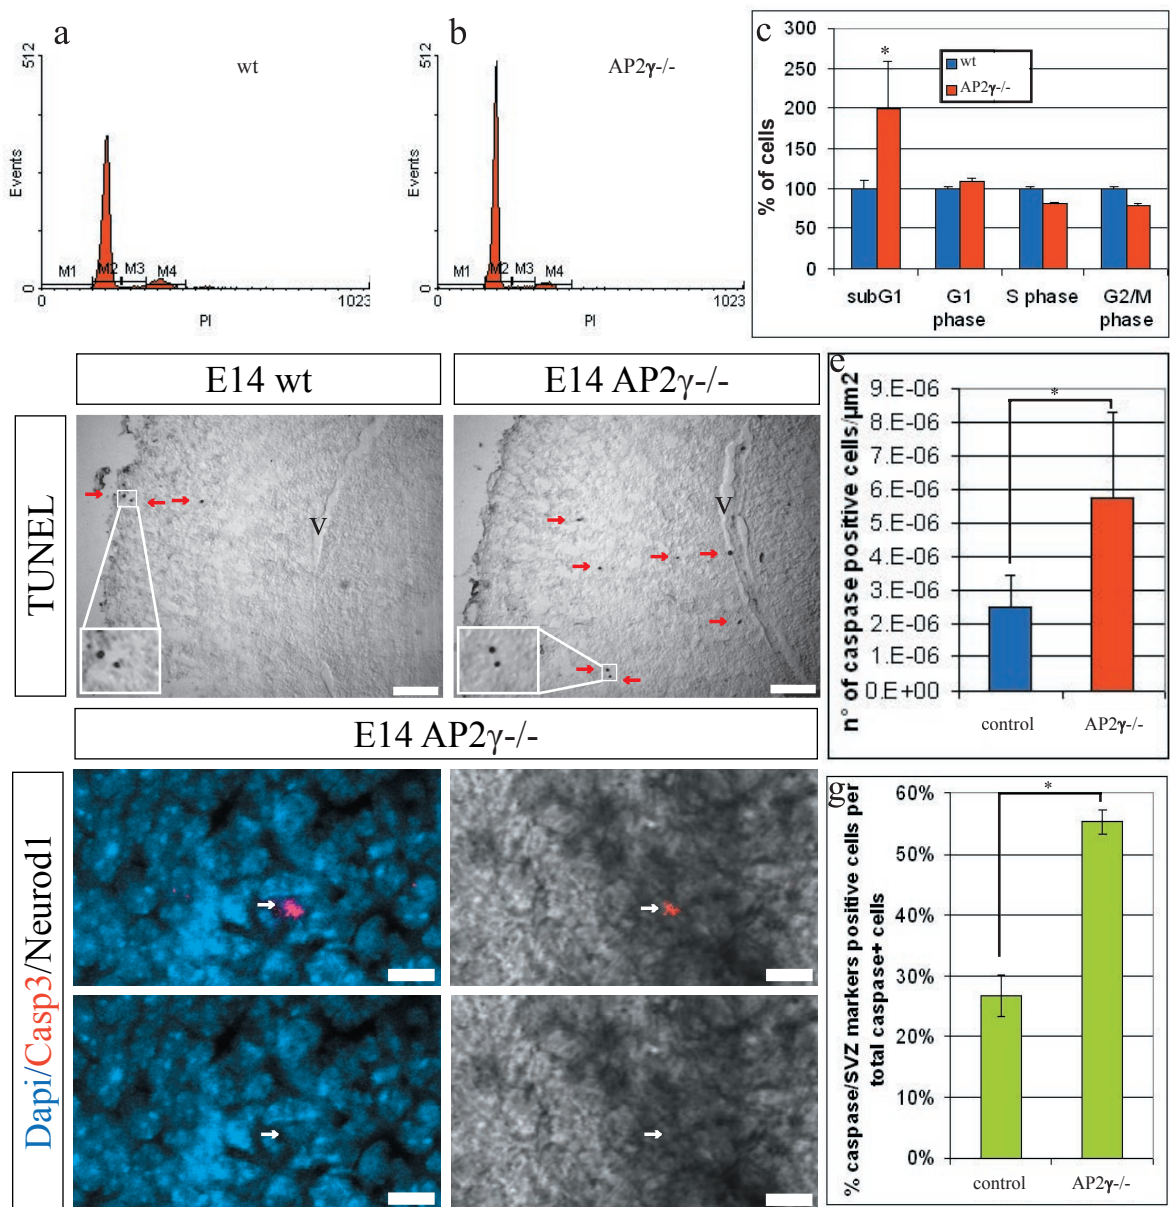 a
wt
512
Events
M1
M2
M3
M4
0
1023
PI
b
AP2γ-/-
512
Events
M1
M2
M3
M4
0
1023
PI
c
300
250
200
150
100
50
0
% of cells
*
wt
AP2γ-/-
subG1
G1 phase
S phase
G2/M phase
E14 wt
E14 AP2γ-/-
TUNEL
V
V
e
n° of caspase positive cells/µm2
9.E-06
8.E-06
7.E-06
6.E-06
5.E-06
4.E-06
3.E-06
2.E-06
1.E-06
0.E+00
*
control
AP2γ-/-
E14 AP2γ-/-
Dapi/Casp3/Neurod1
g
% caspase/SVZ markers positive cells per
total caspase+ cells
60%
50%
40%
30%
20%
10%
0%
*
control
AP2γ-/-